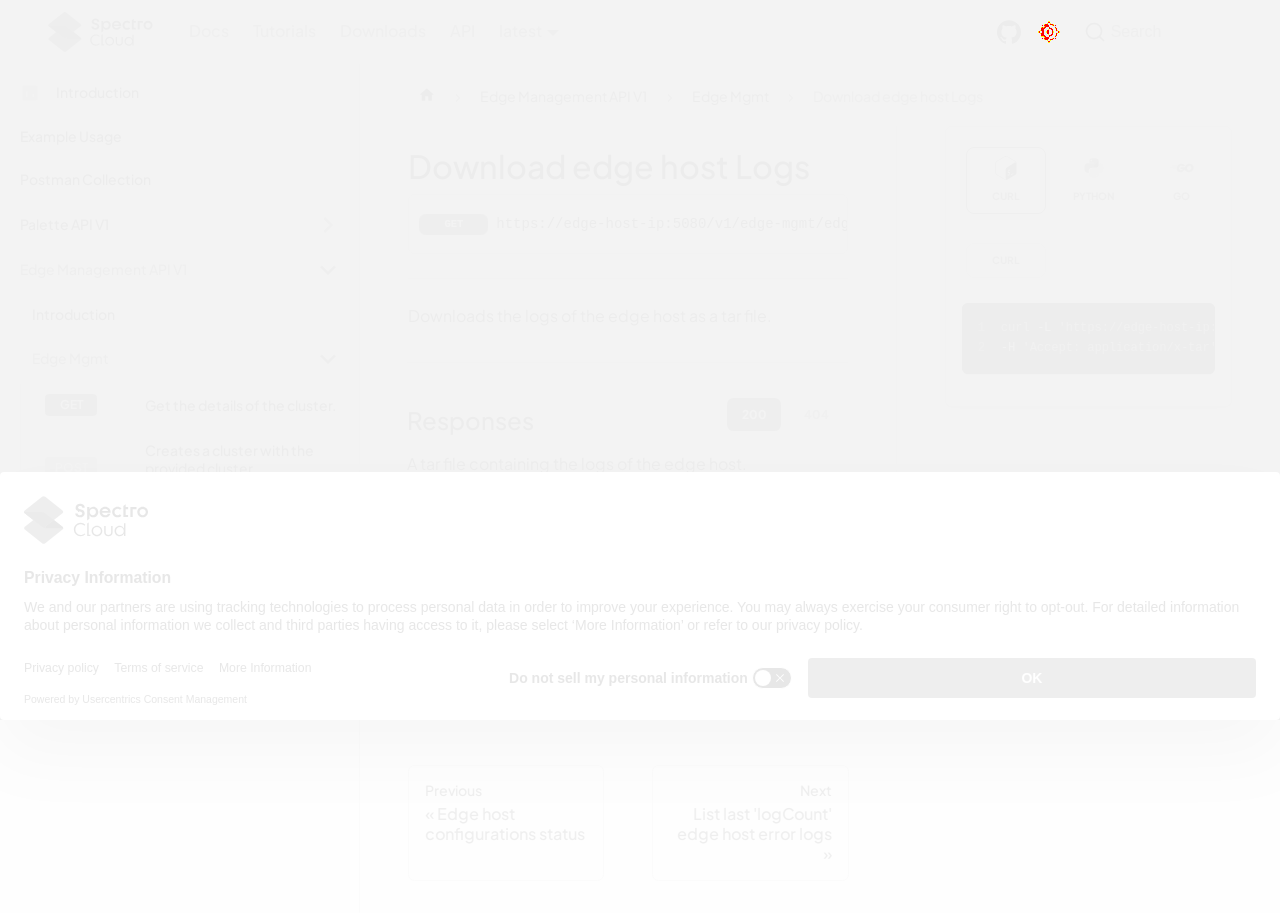 Spectro Cloud
Docs Tutorials Downloads API latest
Search
Introduction
Example Usage
Postman Collection
Palette API V1
Edge Management API V1
Introduction
Edge Mgmt
GET Get the details of the cluster.
Creates a cluster with the
provided cluster
Edge Management API V1 Edge Mgmt Download edge host Logs
Download edge host Logs
GET https://edge-host-ip:5080/v1/edge-mgmt/edg
Downloads the logs of the edge host as a tar file.
Responses
200
A tar file containing the logs of the edge host
CURL PYTHON GO
CURL
Spectro Cloud
Privacy Information
We and our partners are using tracking technologies to process personal data in order to improve your experience. You may always exercise your consumer right to opt-out. For detailed information
about personal information we collect and third parties having access to it, please select ‘More Information’ or refer to our privacy policy.
Privacy policy Terms of service More Information
Powered by Usercentrics Consent Management
Do not sell my personal information
OK
Previous
« Edge host
configurations status
Next
List last 'logCount'
edge host error logs
»